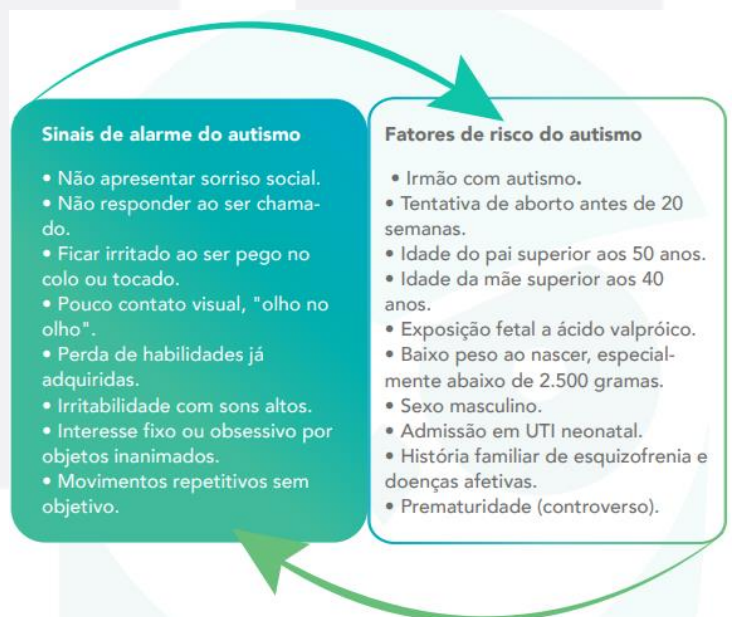 Sinais de alarme do autismo
• Não apresentar sorriso social.
• Não responder ao ser chama-
do.
• Ficar irritado ao ser pego no
colo ou tocado.
• Pouco contato visual, "olho no
olho".
• Perda de habilidades já
adquiridas.
• Irritabilidade com sons altos.
• Interesse fixo ou obsessivo por
objetos inanimados.
• Movimentos repetitivos sem
objetivo.
Fatores de risco do autismo
• Irmão com autismo.
• Tentativa de aborto antes de 20
semanas.
• Idade do pai superior aos 50 anos.
• Idade da mãe superior aos 40
anos.
• Exposição fetal a ácido valpróico.
• Baixo peso ao nascer, especial-
mente abaixo de 2.500 gramas.
• Sexo masculino.
• Admissão em UTI neonatal.
• História familiar de esquizofrenia e
doenças afetivas.
• Prematuridade (controverso).